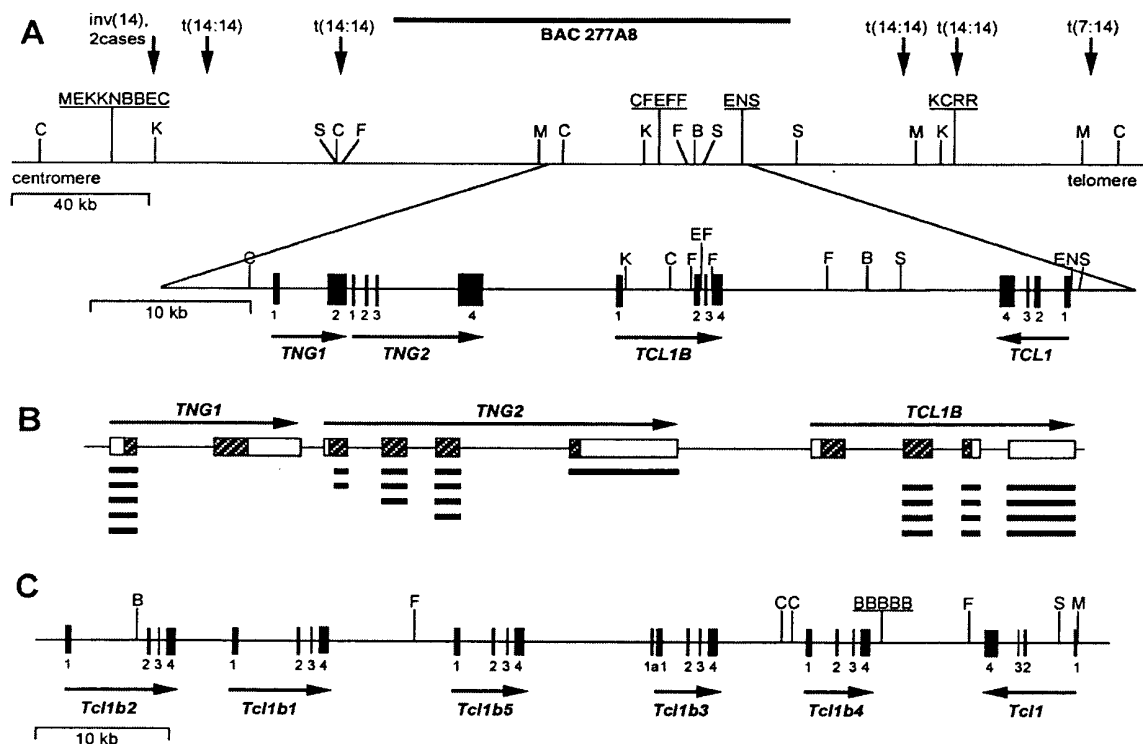 A
inv(14),
2cases
t(14:14)
t(14:14)
BAC 277A8
t(14:14)
t(14:14)
t(7:14)
MEKKNBBEC
CFEFF
ENS
KCRR
C K S C F M C K F B S S M K M C
centromere
telomere
40 kb
EF
C K C F F F B S ENS
10 kb
1 2 1 2 3 4 1 2 3 4 4 3 2 1
TNG1 TNG2 TCL1B TCL1
B
TNG1 TNG2 TCL1B
C
B F CC BBBBB F S M
1 2 3 4 1 2 3 4 1 2 3 4 1a1 2 3 4 1 2 3 4 4 32 1
Tcl1b2 Tcl1b1 Tcl1b5 Tcl1b3 Tcl1b4 Tcl1
10 kb